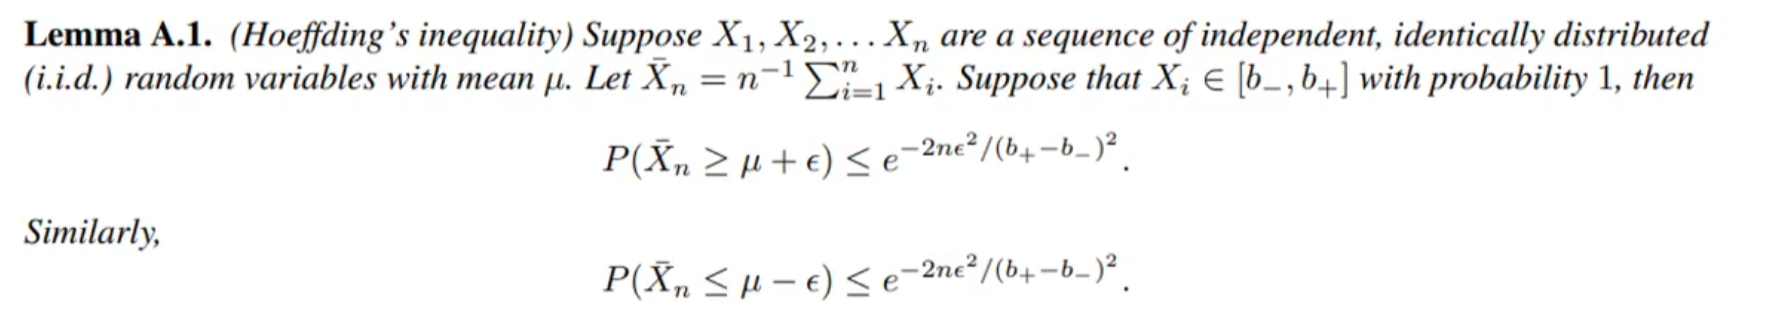 Lemma A.1. (Hoeffding's inequality) Suppose X₁, X₂, . . . Xₙ are a sequence of independent, identically distributed
(i.i.d.) random variables with mean μ. Let X̄ₙ = n⁻¹ ∑ⁿᵢ₌₁ Xᵢ. Suppose that Xᵢ ∈ [b₋, b₊] with probability 1, then
P(X̄ₙ ≥ μ + ϵ) ≤ e^{−2nϵ²/(b₊−b₋)²}.
Similarly,
P(X̄ₙ ≤ μ − ϵ) ≤ e^{−2nϵ²/(b₊−b₋)²}.